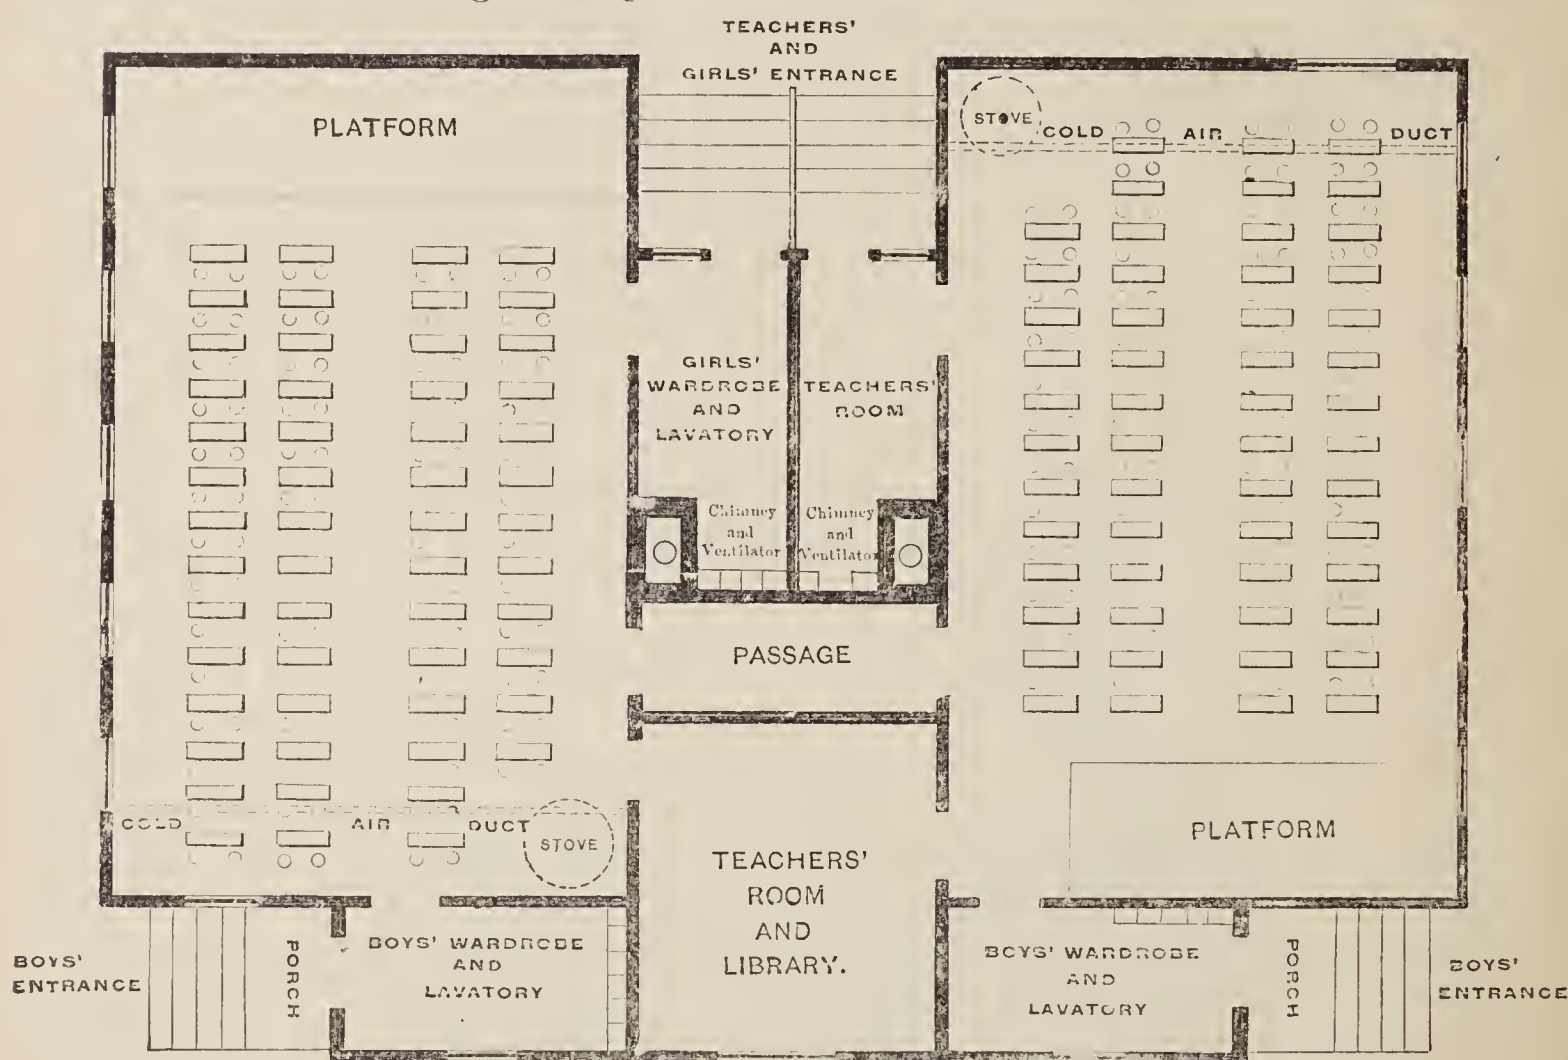 TEACHERS'
AND
GIRLS' ENTRANCE
PLATFORM
STOVE
COLD AIR DUCT
GIRLS'
WARDROBE
AND
LAVATORY
TEACHERS'
ROOM
Chimney
and
Ventilator
Chimney
and
Ventilator
PASSAGE
COLD AIR DUCT
STOVE
PLATFORM
TEACHERS'
ROOM
AND
LIBRARY.
BOYS'
ENTRANCE
PORCH
BOYS' WARDROBE
AND
LAVATORY
BOYS' WARDROBE
AND
LAVATORY
PORCH
BOYS'
ENTRANCE